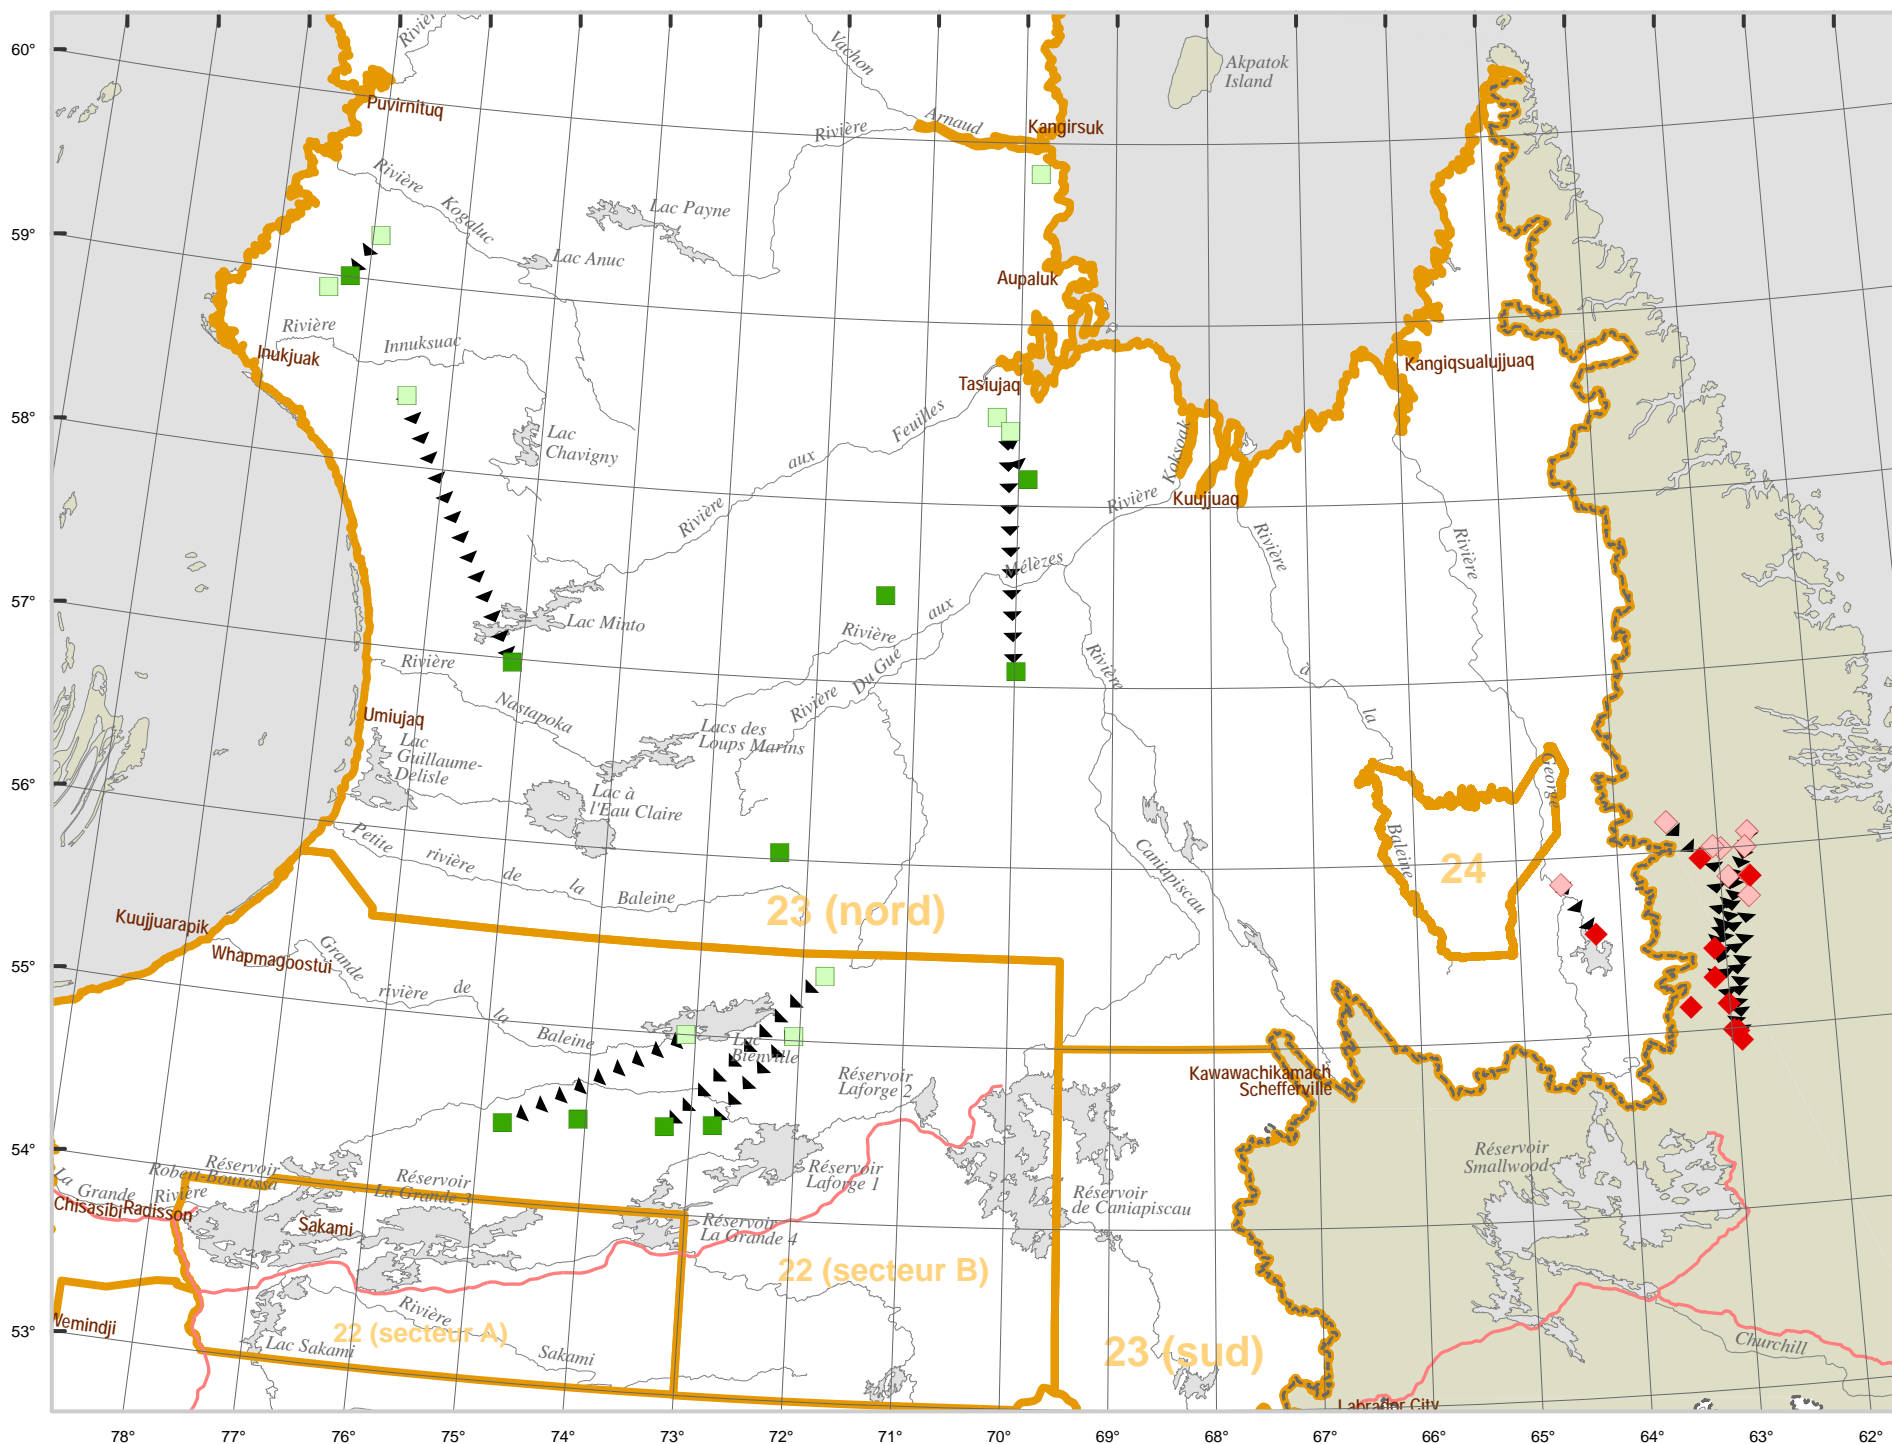 60°
59°
58°
57°
56°
55°
54°
53°
Rivière
Vachon
Akpatok
Island
Puvirnituq
Rivière
Arnaud
Kangirsuk
Rivière
Kogaluc
Lac Payne
Lac Anuc
Aupaluk
Rivière
Innuksuac
Inukjuak
Tasiujaq
Kangiqsualujjuaq
Lac
Chavigny
Rivière
aux
Feuilles
Rivière
Koksoak
Kuujjuaq
Rivière
aux
Mélèzes
Rivière
Rivière
Lac Minto
Rivière
Du Gué
Rivière
à
la
Baleine
George
Rivière
Nastapoka
Umiujaq
Lac
Guillaume-
Delisle
Lacs des
Loups Marins
Lac à
l'Eau Claire
Petite
rivière
de
la
Baleine
Caniapiscau
24
23 (nord)
Kuujjuarapik
Whapmagoostui
Grande
rivière
de
la
Baleine
Lac
Bienville
Réservoir
Laforge 2
Kawawachikamach
Schefferville
Réservoir
Robert-Bourassa
La Grande
Rivière
Chisasibi
Radisson
Sakami
Réservoir
La Grande 3
Réservoir
Laforge 1
Réservoir
La Grande 4
Réservoir
de Caniapiscau
Réservoir
Smallwood
22 (secteur B)
22 (secteur A)
23 (sud)
Wemindji
Rivière
Sakami
Lac Sakami
Churchill
Labrador City
78°
77°
76°
75°
74°
73°
72°
71°
70°
69°
68°
67°
66°
65°
64°
63°
62°